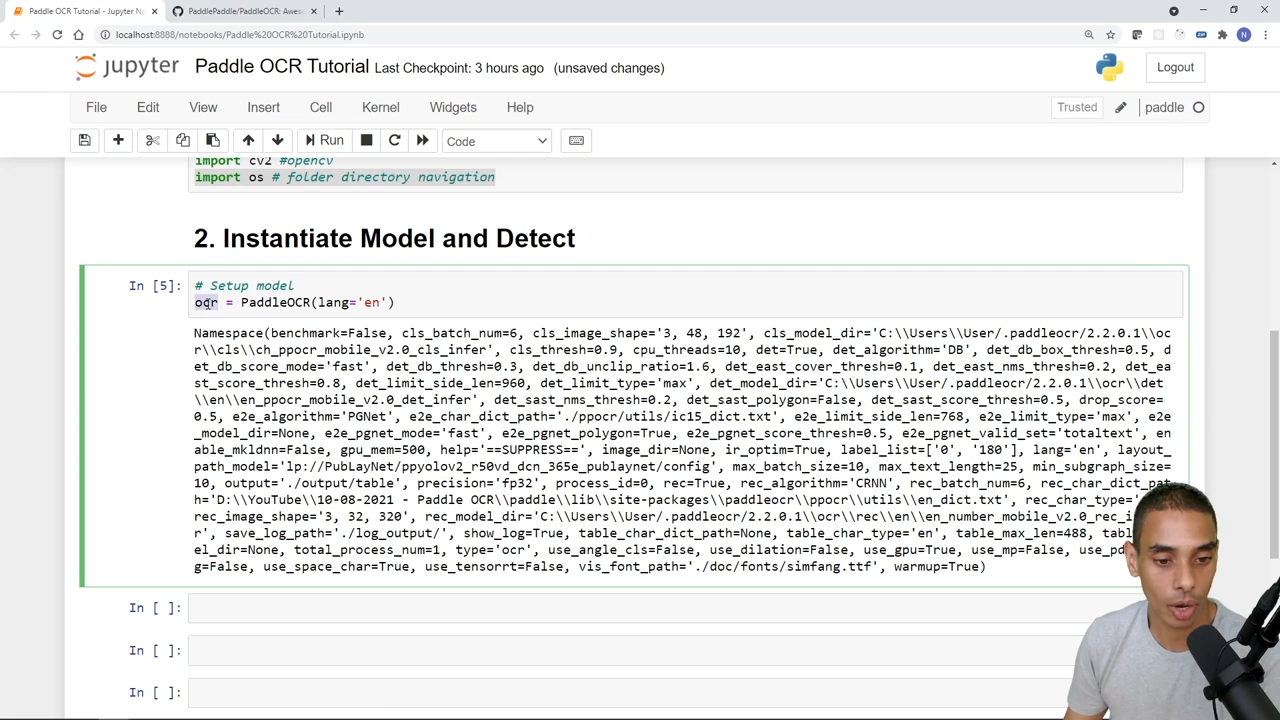 Paddle OCR Tutorial - Jupyter No
PaddlePaddle/PaddleOCR: Awes
localhost:8888/notebooks/Paddle%20OCR%20Tutorial.ipynb
jupyter Paddle OCR Tutorial Last Checkpoint: 3 hours ago (unsaved changes)
Logout
File Edit View Insert Cell Kernel Widgets Help
Trusted
paddle
Run
Code
import cv2 #opencv
import os # folder directory navigation
2. Instantiate Model and Detect
In [5]:
# Setup model
ocr = PaddleOCR(lang='en')
Namespace(benchmark=False, cls_batch_num=6, cls_image_shape='3, 48, 192', cls_model_dir='C:\\Users\\User/.paddleocr/2.2.0.1\\oc
r\\cls\\ch_ppocr_mobile_v2.0_cls_infer', cls_thresh=0.9, cpu_threads=10, det=True, det_algorithm='DB', det_db_box_thresh=0.5, d
et_db_score_mode='fast', det_db_thresh=0.3, det_db_unclip_ratio=1.6, det_east_cover_thresh=0.1, det_east_nms_thresh=0.2, det_ea
st_score_thresh=0.8, det_limit_side_len=960, det_limit_type='max', det_model_dir='C:\\Users\\User/.paddleocr/2.2.0.1\\ocr\\det
\\en\\en_ppocr_mobile_v2.0_det_infer', det_sast_nms_thresh=0.2, det_sast_polygon=False, det_sast_score_thresh=0.5, drop_score=
0.5, e2e_algorithm='PGNet', e2e_char_dict_path='./ppocr/utils/ic15_dict.txt', e2e_limit_side_len=768, e2e_limit_type='max', e2e
_model_dir=None, e2e_pgnet_mode='fast', e2e_pgnet_polygon=True, e2e_pgnet_score_thresh=0.5, e2e_pgnet_valid_set='totaltext', en
able_mkldnn=False, gpu_mem=500, help='==SUPPRESS==', image_dir=None, ir_optim=True, label_list=['0', '180'], lang='en', layout_
path_model='lp://PubLayNet/ppyolov2_r50vd_dcn_365e_publaynet/config', max_batch_size=10, max_text_length=25, min_subgraph_size=
10, output='./output/table', precision='fp32', process_id=0, rec=True, rec_algorithm='CRNN', rec_batch_num=6, rec_char_dict_pat
h='D:\\YouTube\\10-08-2021 - Paddle OCR\\paddle\\lib\\site-packages\\paddleocr\\ppocr\\utils\\en_dict.txt', rec_char_type='
rec_image_shape='3, 32, 320', rec_model_dir='C:\\Users\\User/.paddleocr/2.2.0.1\\ocr\\rec\\en\\en_number_mobile_v2.0_rec_i
r', save_log_path='./log_output/', show_log=True, table_char_dict_path=None, table_char_type='en', table_max_len=488, tabl
el_dir=None, total_process_num=1, type='ocr', use_angle_cls=False, use_dilation=False, use_gpu=True, use_mp=False, use_pd
g=False, use_space_char=True, use_tensorrt=False, vis_font_path='./doc/fonts/simfang.ttf', warmup=True)
In [ ]:
In [ ]:
In [ ]: